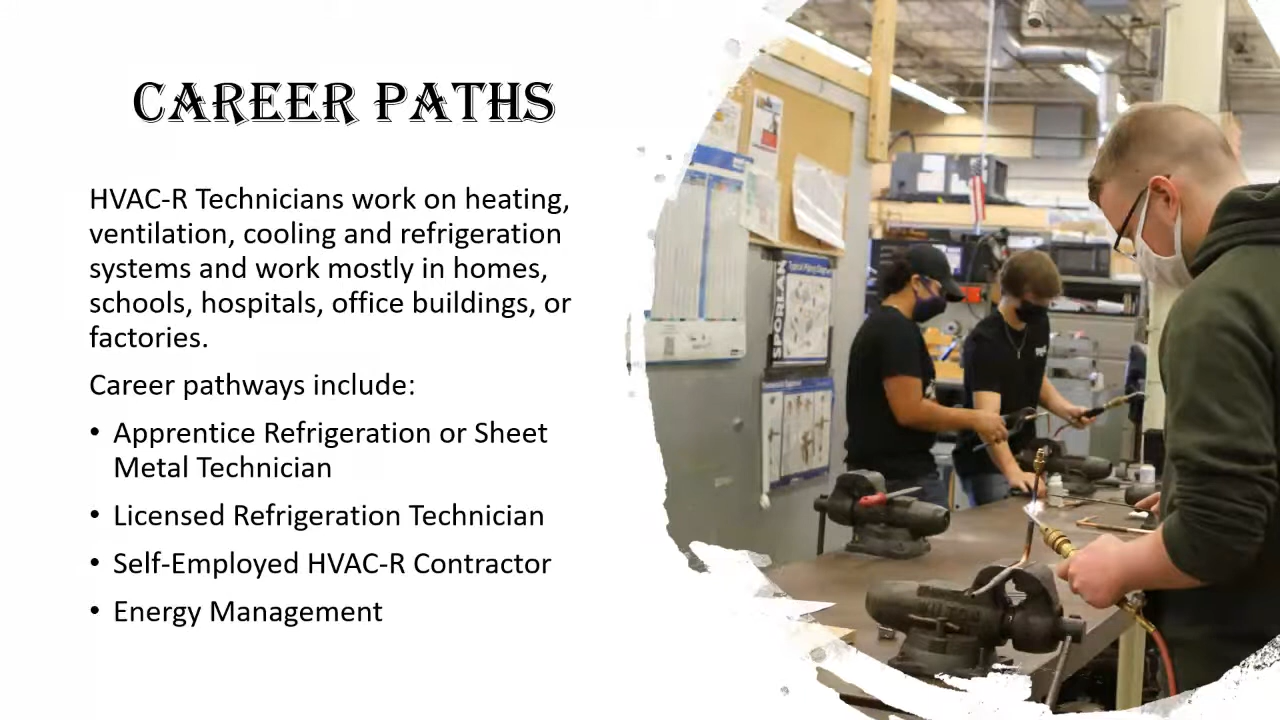 CAREER PATHS
HVAC-R Technicians work on heating,
ventilation, cooling and refrigeration
systems and work mostly in homes,
schools, hospitals, office buildings, or
factories.
Career pathways include:
• Apprentice Refrigeration or Sheet
Metal Technician
• Licensed Refrigeration Technician
• Self-Employed HVAC-R Contractor
• Energy Management
SPORLAN
WILTON